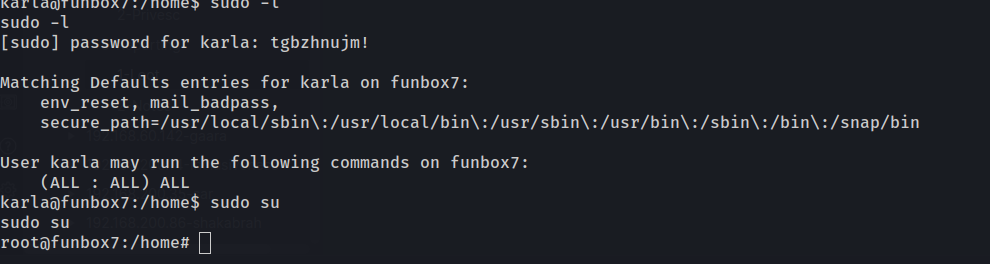 karla@funbox7:/home$ sudo -l
sudo -l
[sudo] password for karla: tgbzhnujm!
Matching Defaults entries for karla on funbox7:
env_reset, mail_badpass,
secure_path=/usr/local/sbin\:/usr/local/bin\:/usr/sbin\:/usr/bin\:/sbin\:/bin\:/snap/bin
User karla may run the following commands on funbox7:
(ALL : ALL) ALL
karla@funbox7:/home$ sudo su
sudo su
root@funbox7:/home#